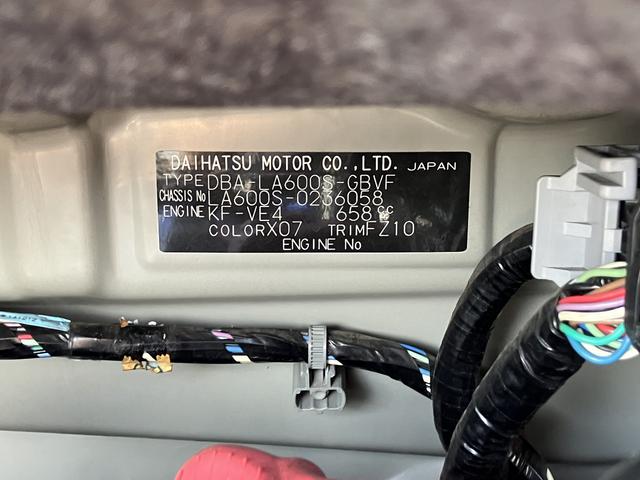 DAIHATSU MOTOR CO.,LTD. JAPAN
TYPE DBA-LA600S-GBVF
CHASSIS No LA600S-0236058
ENGINE KF-VE4 658 cc
COLOR X07 TRIM FZ10
ENGINE No